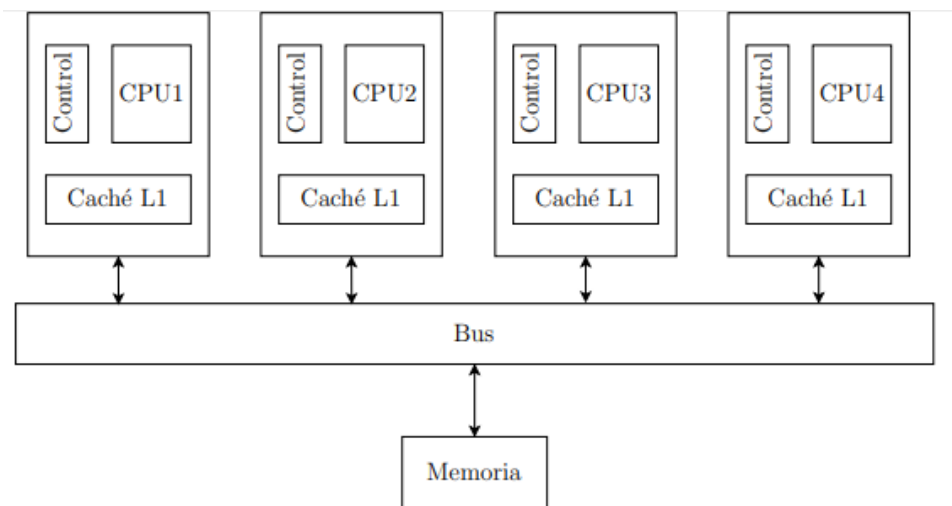 Control
CPU1
Caché L1
Control
CPU2
Caché L1
Control
CPU3
Caché L1
Control
CPU4
Caché L1
Bus
Memoria